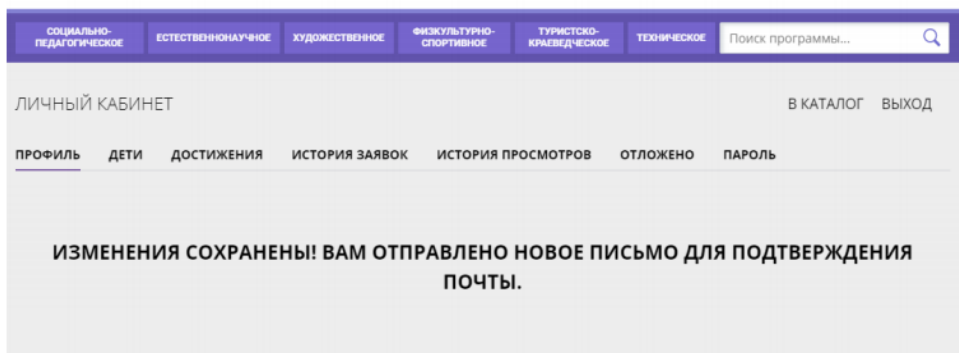 СОЦИАЛЬНО-
ПЕДАГОГИЧЕСКОЕ
ЕСТЕСТВЕННОНАУЧНОЕ
ХУДОЖЕСТВЕННОЕ
ФИЗКУЛЬТУРНО-
СПОРТИВНОЕ
ТУРИСТСКО-
КРАЕВЕДЧЕСКОЕ
ТЕХНИЧЕСКОЕ
Поиск программы...
ЛИЧНЫЙ КАБИНЕТ
В КАТАЛОГ ВЫХОД
ПРОФИЛЬ ДЕТИ ДОСТИЖЕНИЯ ИСТОРИЯ ЗАЯВОК ИСТОРИЯ ПРОСМОТРОВ ОТЛОЖЕНО ПАРОЛЬ
ИЗМЕНЕНИЯ СОХРАНЕНЫ! ВАМ ОТПРАВЛЕНО НОВОЕ ПИСЬМО ДЛЯ ПОДТВЕРЖДЕНИЯ
ПОЧТЫ.